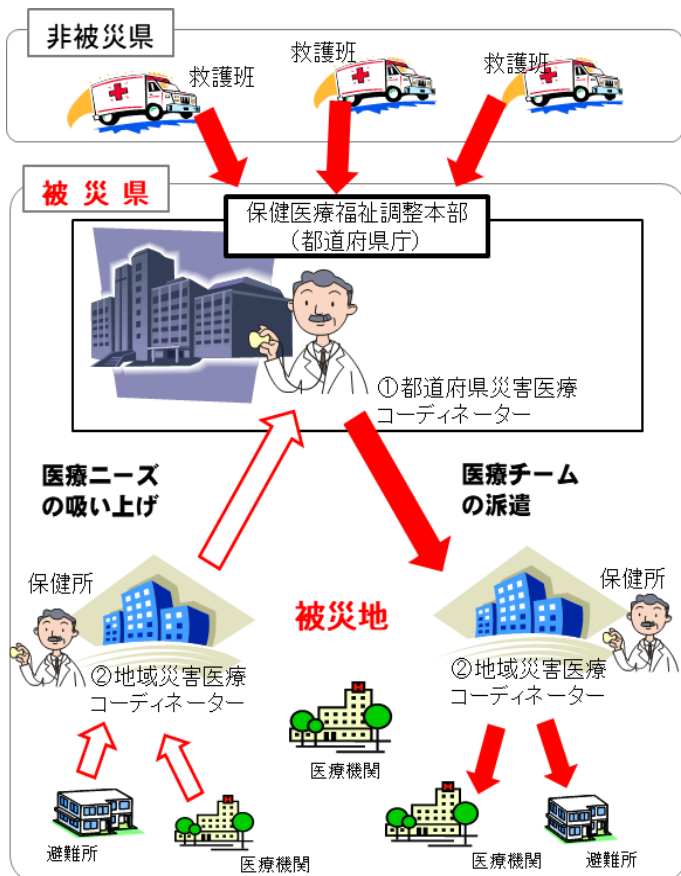 非被災県
救護班
救護班
救護班
被災県
保健医療福祉調整本部
（都道府県庁）
①都道府県災害医療
コーディネーター
医療ニーズ
の吸い上げ
医療チーム
の派遣
保健所
②地域災害医療
コーディネーター
被災地
保健所
②地域災害医療
コーディネーター
医療機関
避難所
医療機関
医療機関
避難所